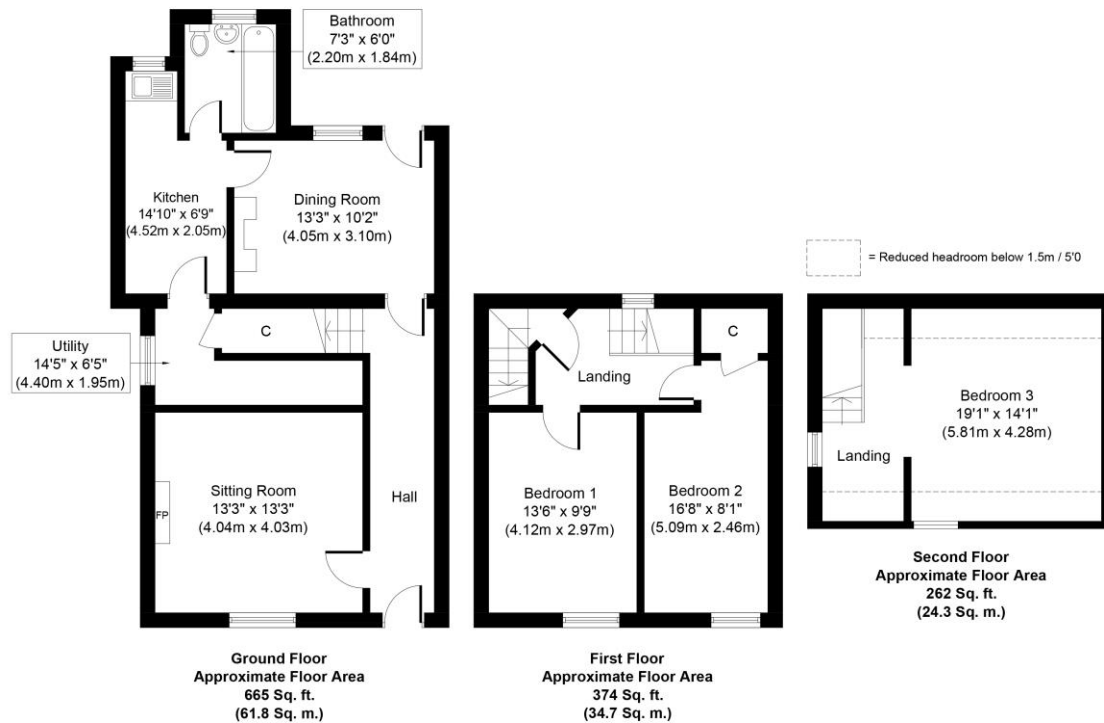 Bathroom
7'3" x 6'0"
(2.20m x 1.84m)
Kitchen
14'10" x 6'9"
(4.52m x 2.05m)
Dining Room
13'3" x 10'2"
(4.05m x 3.10m)
Utility
14'5" x 6'5"
(4.40m x 1.95m)
C
Sitting Room
13'3" x 13'3"
(4.04m x 4.03m)
FP
Hall
Ground Floor
Approximate Floor Area
665 Sq. ft.
(61.8 Sq. m.)
C
Landing
Bedroom 1
13'6" x 9'9"
(4.12m x 2.97m)
Bedroom 2
16'8" x 8'1"
(5.09m x 2.46m)
First Floor
Approximate Floor Area
374 Sq. ft.
(34.7 Sq. m.)
= Reduced headroom below 1.5m / 5'0
Bedroom 3
19'1" x 14'1"
(5.81m x 4.28m)
Landing
Second Floor
Approximate Floor Area
262 Sq. ft.
(24.3 Sq. m.)